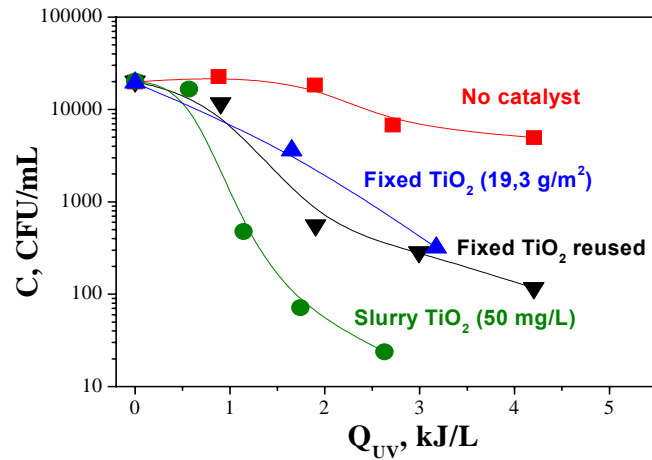 100000
10000
1000
100
10
C, CFU/mL
No catalyst
Fixed TiO2 (19,3 g/m2)
Fixed TiO2 reused
Slurry TiO2 (50 mg/L)
0 1 2 3 4 5
QUV, kJ/L